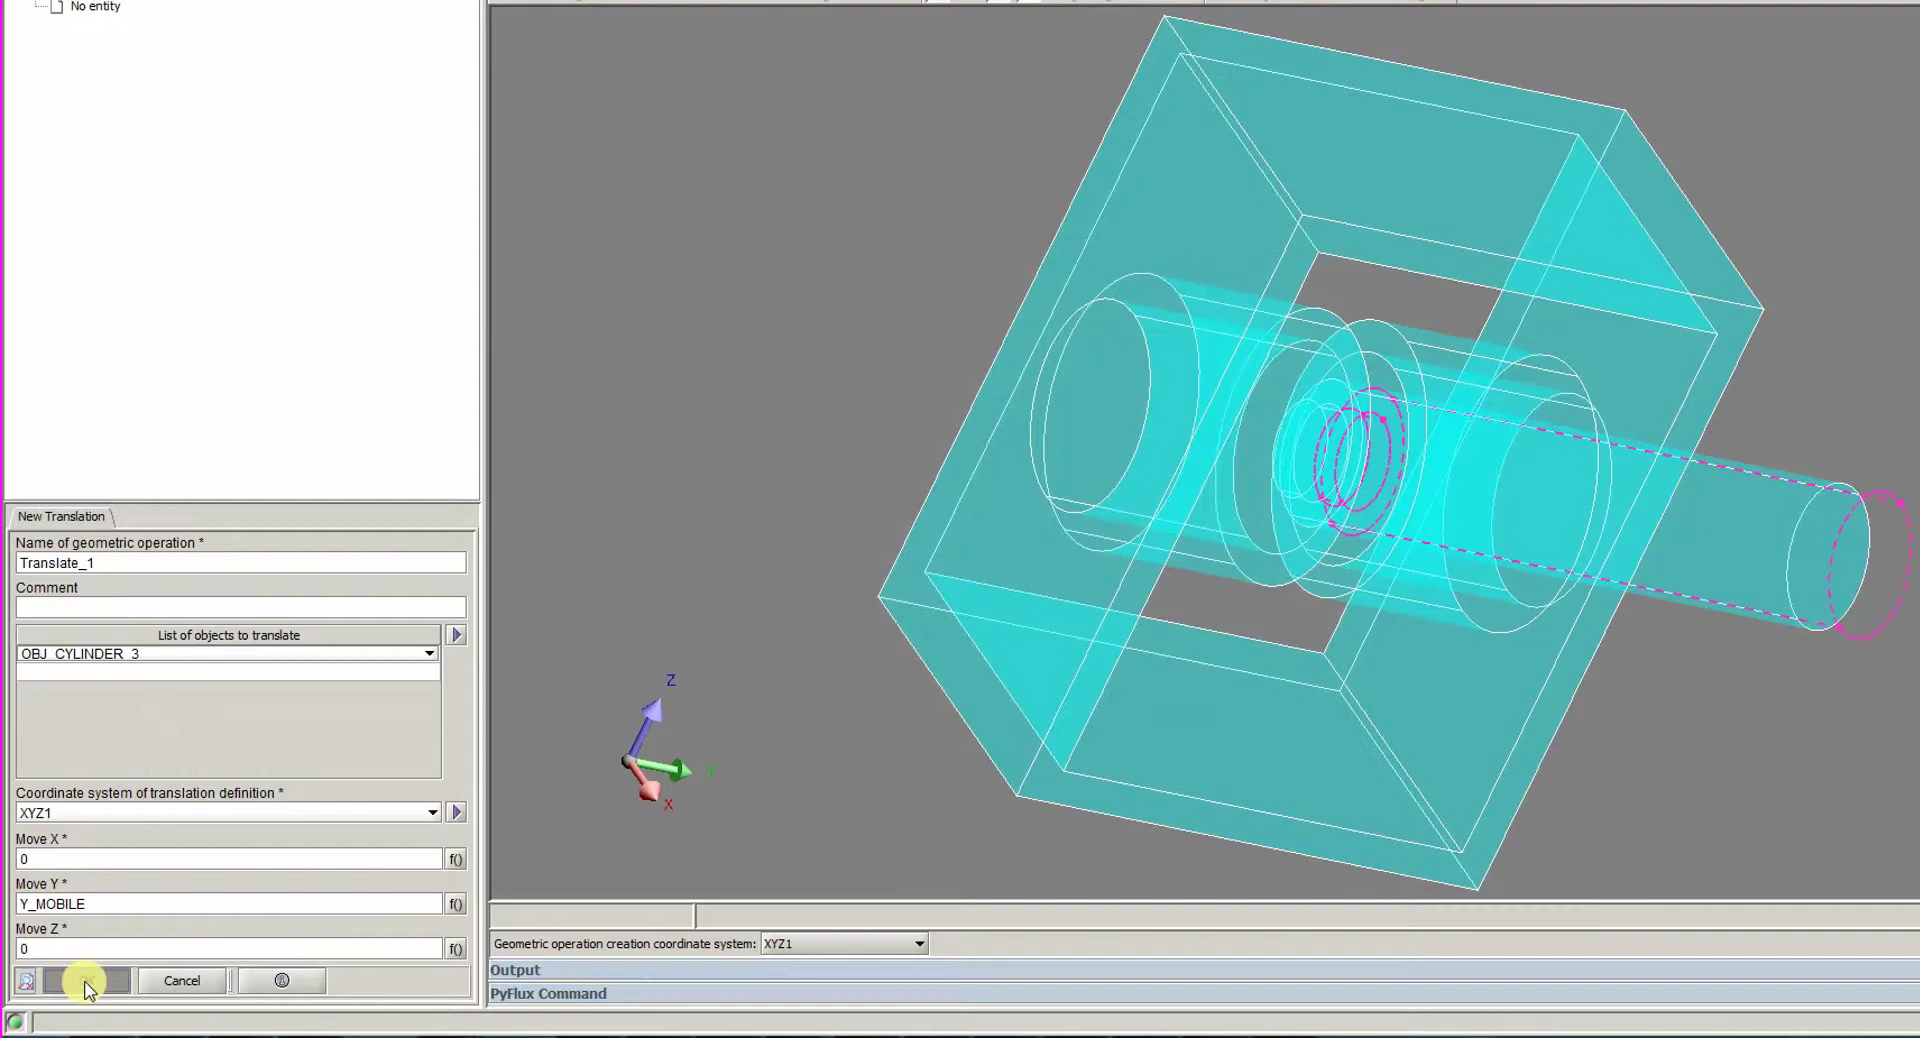 No entity
New Translation
Name of geometric operation *
Translate_1
Comment
List of objects to translate
OBJ_CYLINDER_3
Coordinate system of translation definition *
XYZ1
Move X *
0
f()
Move Y *
Y_MOBILE
f()
Move Z *
0
f()
Cancel
Z
Y
X
Geometric operation creation coordinate system: XYZ1
Output
PyFlux Command